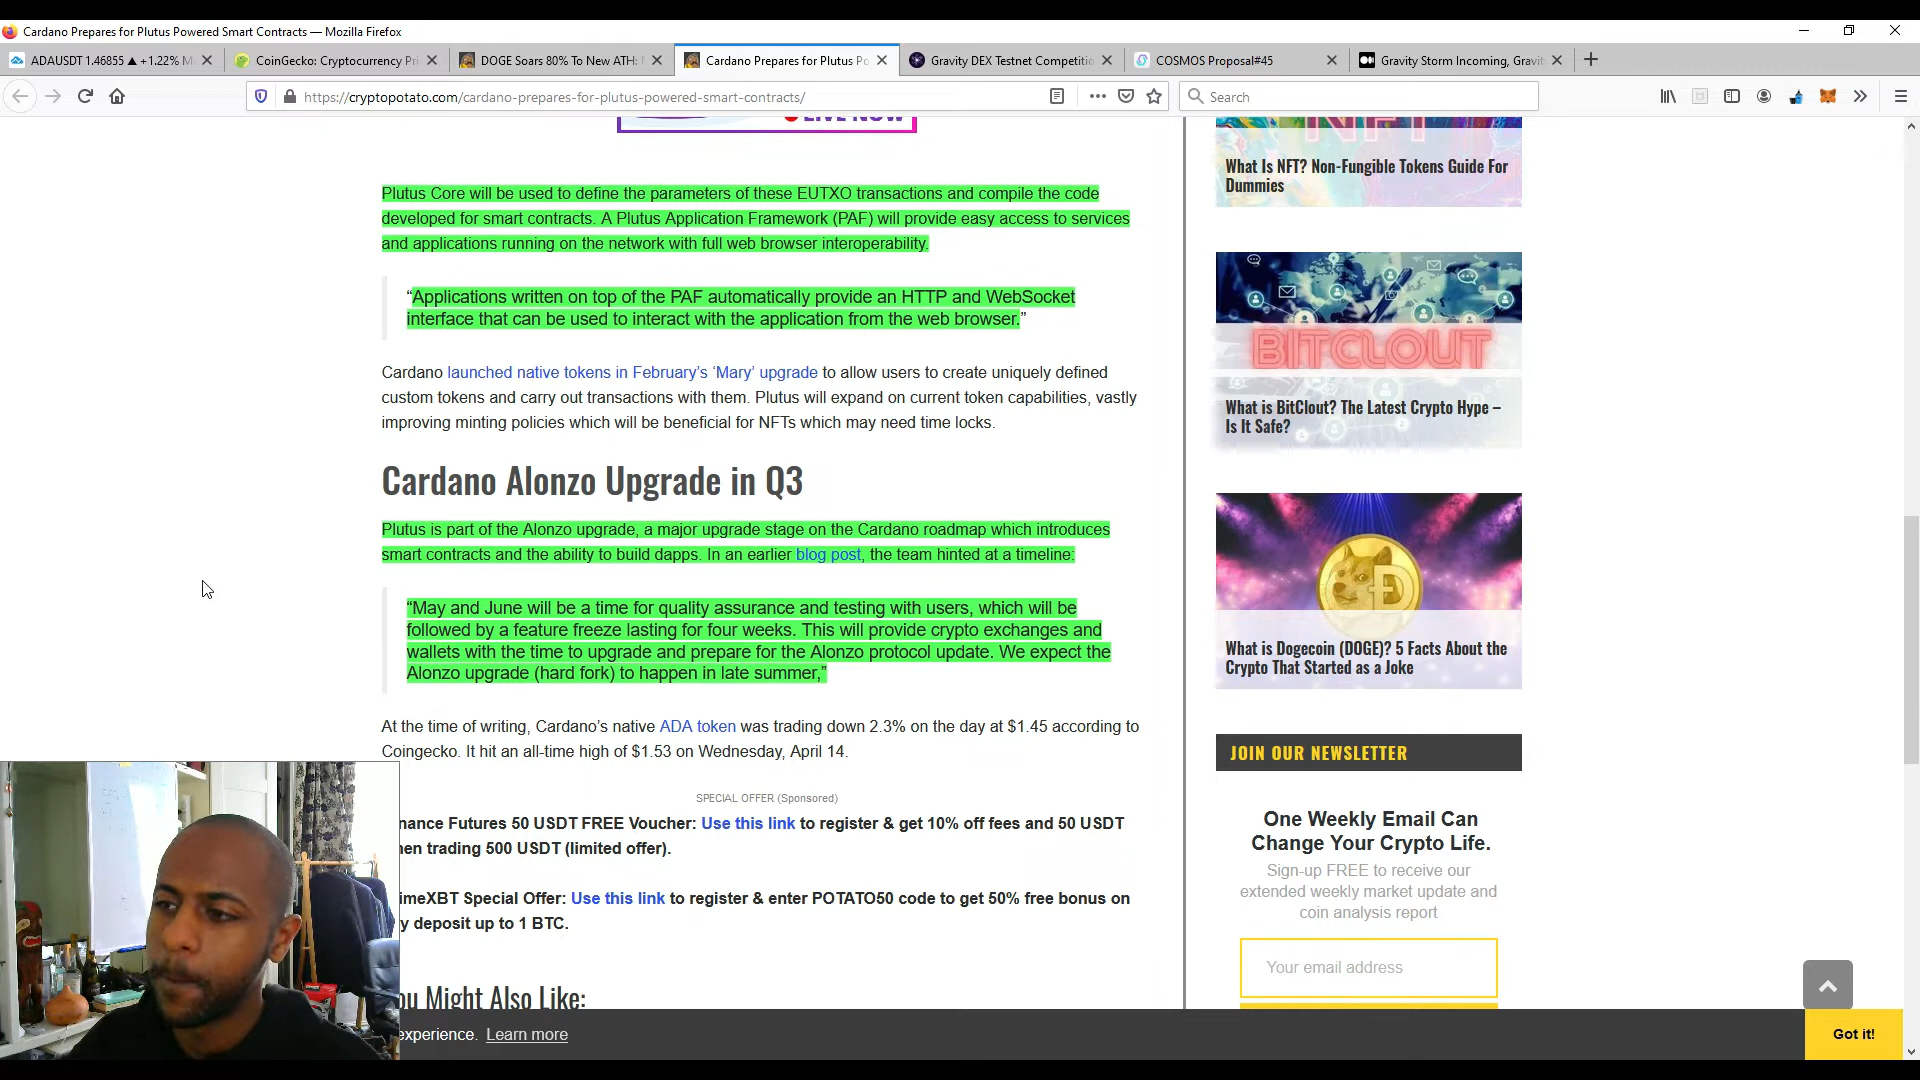 Cardano Prepares for Plutus Powered Smart Contracts — Mozilla Firefox
ADAUSDT 1.46855 ▲ +1.22% M
CoinGecko: Cryptocurrency Pri
DOGE Soars 80% To New ATH:
Cardano Prepares for Plutus Po
Gravity DEX Testnet Competitio
COSMOS Proposal#45
Gravity Storm Incoming, Gravit
https://cryptopotato.com/cardano-prepares-for-plutus-powered-smart-contracts/
Search
LIVE NOW
Plutus Core will be used to define the parameters of these EUTXO transactions and compile the code
developed for smart contracts. A Plutus Application Framework (PAF) will provide easy access to services
and applications running on the network with full web browser interoperability.
“Applications written on top of the PAF automatically provide an HTTP and WebSocket
interface that can be used to interact with the application from the web browser.”
Cardano launched native tokens in February’s ‘Mary’ upgrade to allow users to create uniquely defined
custom tokens and carry out transactions with them. Plutus will expand on current token capabilities, vastly
improving minting policies which will be beneficial for NFTs which may need time locks.
Cardano Alonzo Upgrade in Q3
Plutus is part of the Alonzo upgrade, a major upgrade stage on the Cardano roadmap which introduces
smart contracts and the ability to build dapps. In an earlier blog post, the team hinted at a timeline:
“May and June will be a time for quality assurance and testing with users, which will be
followed by a feature freeze lasting for four weeks. This will provide crypto exchanges and
wallets with the time to upgrade and prepare for the Alonzo protocol update. We expect the
Alonzo upgrade (hard fork) to happen in late summer,”
At the time of writing, Cardano’s native ADA token was trading down 2.3% on the day at $1.45 according to
Coingecko. It hit an all-time high of $1.53 on Wednesday, April 14.
SPECIAL OFFER (Sponsored)
nance Futures 50 USDT FREE Voucher: Use this link to register & get 10% off fees and 50 USDT
en trading 500 USDT (limited offer).
imeXBT Special Offer: Use this link to register & enter POTATO50 code to get 50% free bonus on
y deposit up to 1 BTC.
ou Might Also Like:
experience. Learn more
NFT
What Is NFT? Non-Fungible Tokens Guide For
Dummies
BITCLOUT
What is BitClout? The Latest Crypto Hype –
Is It Safe?
What is Dogecoin (DOGE)? 5 Facts About the
Crypto That Started as a Joke
JOIN OUR NEWSLETTER
One Weekly Email Can
Change Your Crypto Life.
Sign-up FREE to receive our
extended weekly market update and
coin analysis report
Your email address
Got it!